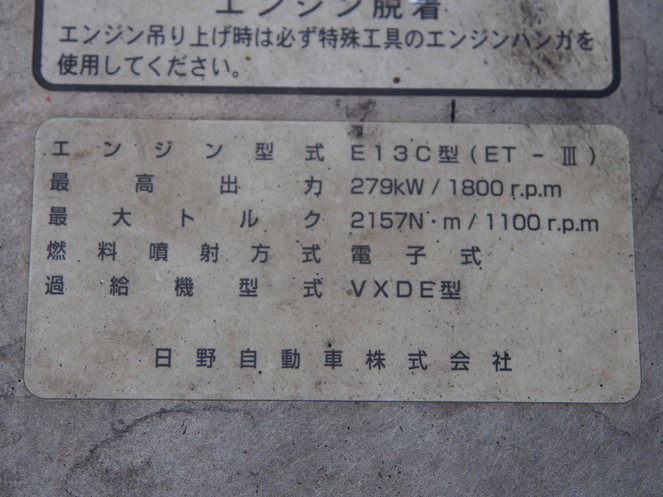 エンジン脱着
エンジン吊り上げ時は必ず特殊工具のエンジンハンガを
使用してください。
エンジン型式 E13C型(ET-Ⅲ)
最高出力 279kW/1800r.p.m
最大トルク 2157N·m/1100r.p.m
燃料噴射方式 電子式
過給機型式 VXDE型
日野自動車株式会社